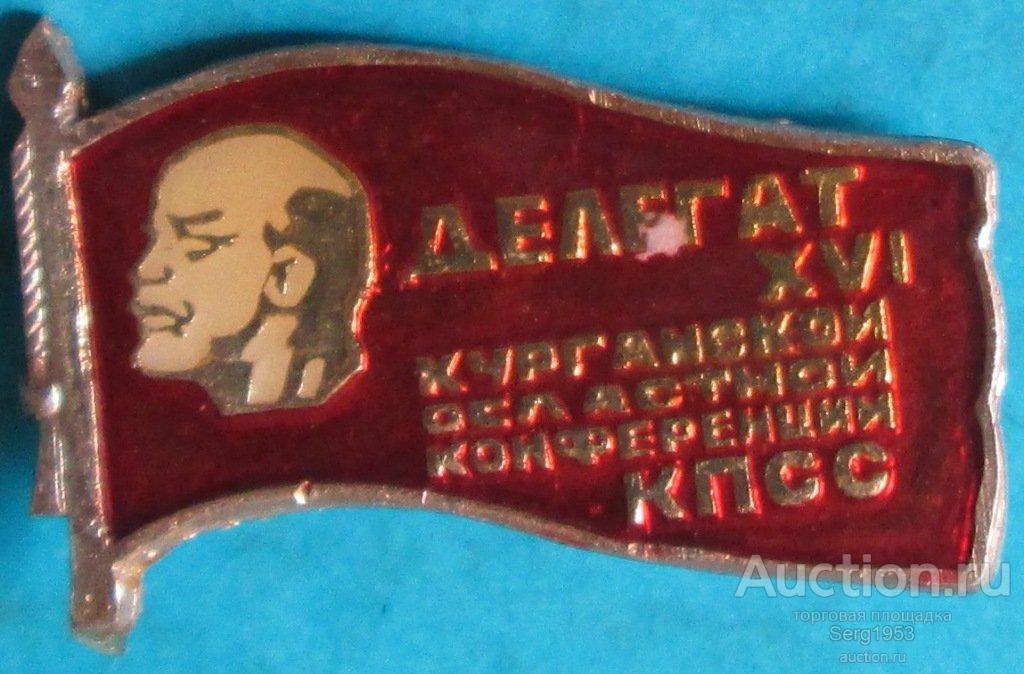 ДЕЛЕГАТ
XVI
КУРГАНСКОЙ
ОБЛАСТНОЙ
КОНФЕРЕНЦИИ
КПСС
Auction.ru
торговая площадка
Serg1953
auction.ru